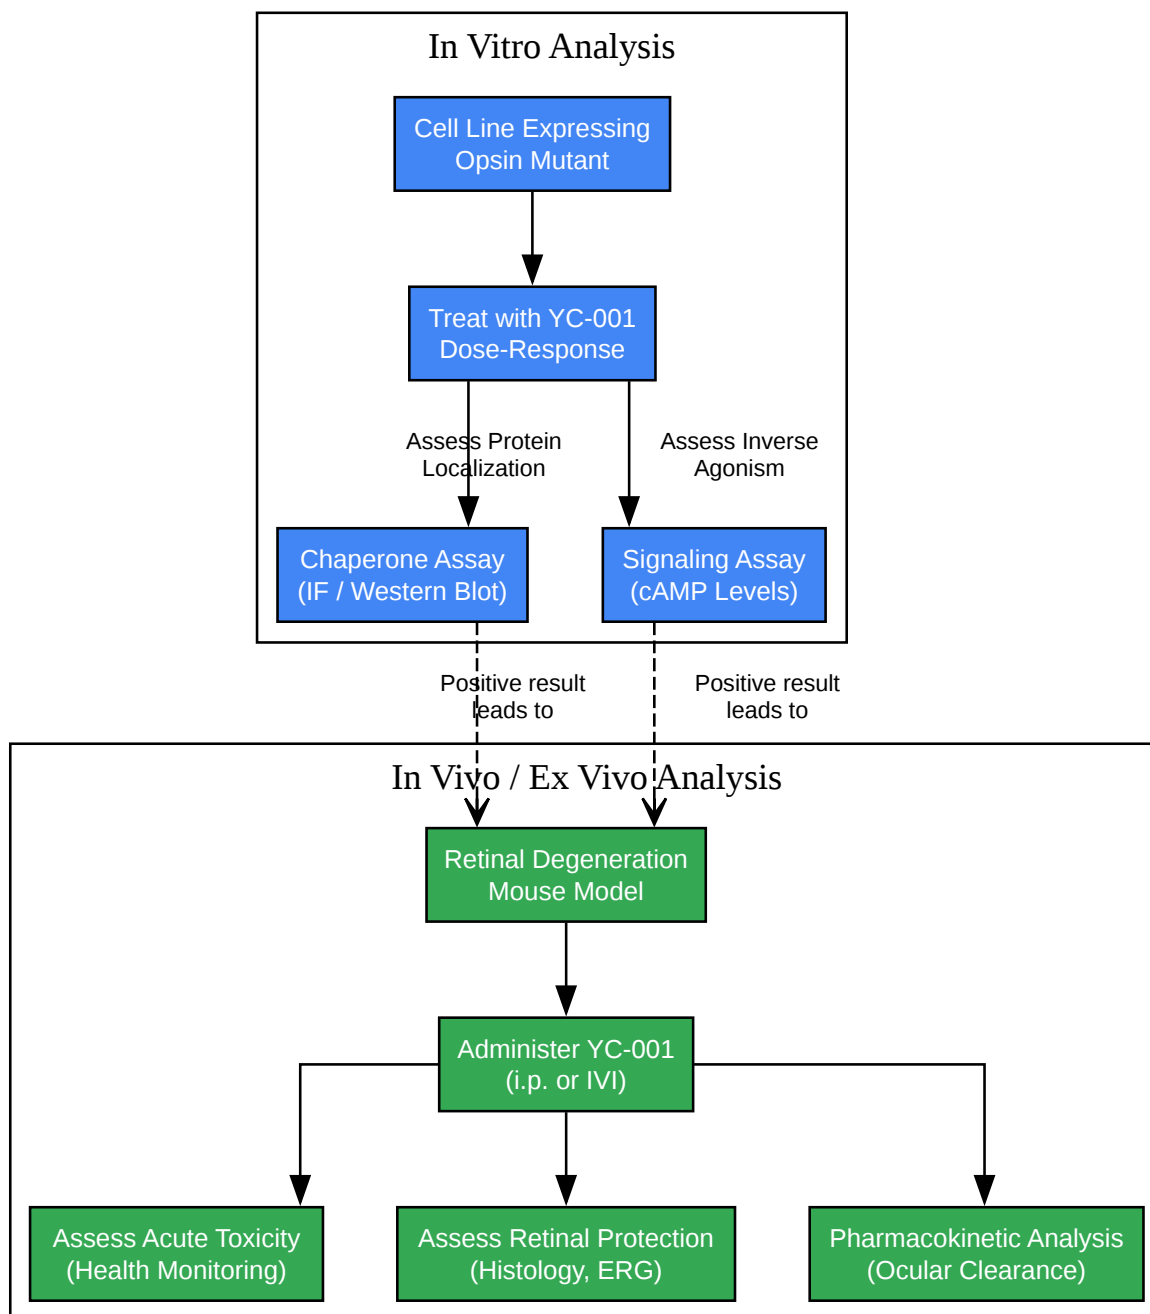 In Vitro Analysis
Cell Line Expressing
Opsin Mutant
Treat with YC-001
Dose-Response
Assess Protein
Localization
Assess Inverse
Agonism
Chaperone Assay
(IF / Western Blot)
Signaling Assay
(cAMP Levels)
Positive result
leads to
Positive result
leads to
In Vivo / Ex Vivo Analysis
Retinal Degeneration
Mouse Model
Administer YC-001
(i.p. or IVI)
Assess Acute Toxicity
(Health Monitoring)
Assess Retinal Protection
(Histology, ERG)
Pharmacokinetic Analysis
(Ocular Clearance)